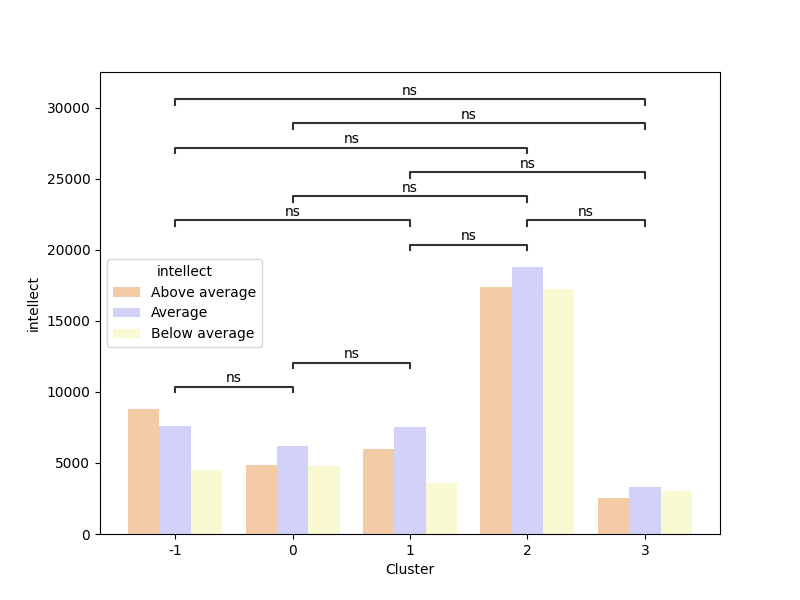 ns
30000
ns
ns
ns
25000
ns
ns
ns
ns
20000
intellect
Above average
Average
Below average
intellect
15000
ns
ns
10000
5000
0
-1
0
1
2
3
Cluster